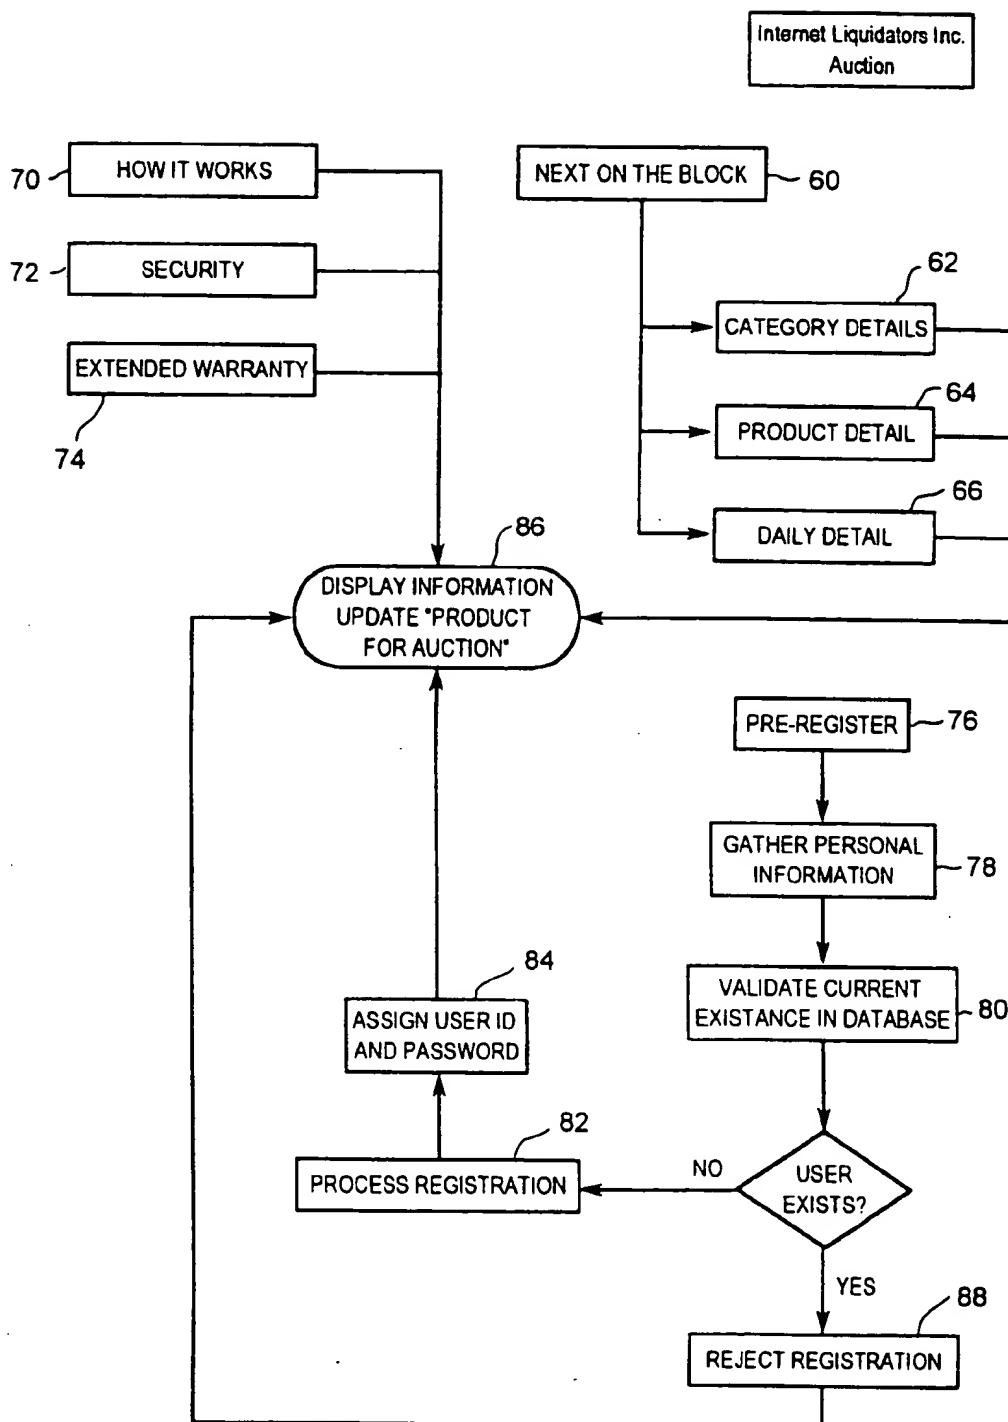 Internet Liquidators Inc.
Auction
70
HOW IT WORKS
NEXT ON THE BLOCK
60
72
SECURITY
62
CATEGORY DETAILS
EXTENDED WARRANTY
74
64
PRODUCT DETAIL
66
DAILY DETAIL
86
DISPLAY INFORMATION
UPDATE "PRODUCT
FOR AUCTION"
PRE-REGISTER
76
GATHER PERSONAL
INFORMATION
78
84
ASSIGN USER ID
AND PASSWORD
VALIDATE CURRENT
EXISTANCE IN DATABASE
80
82
PROCESS REGISTRATION
NO
USER
EXISTS?
YES
88
REJECT REGISTRATION